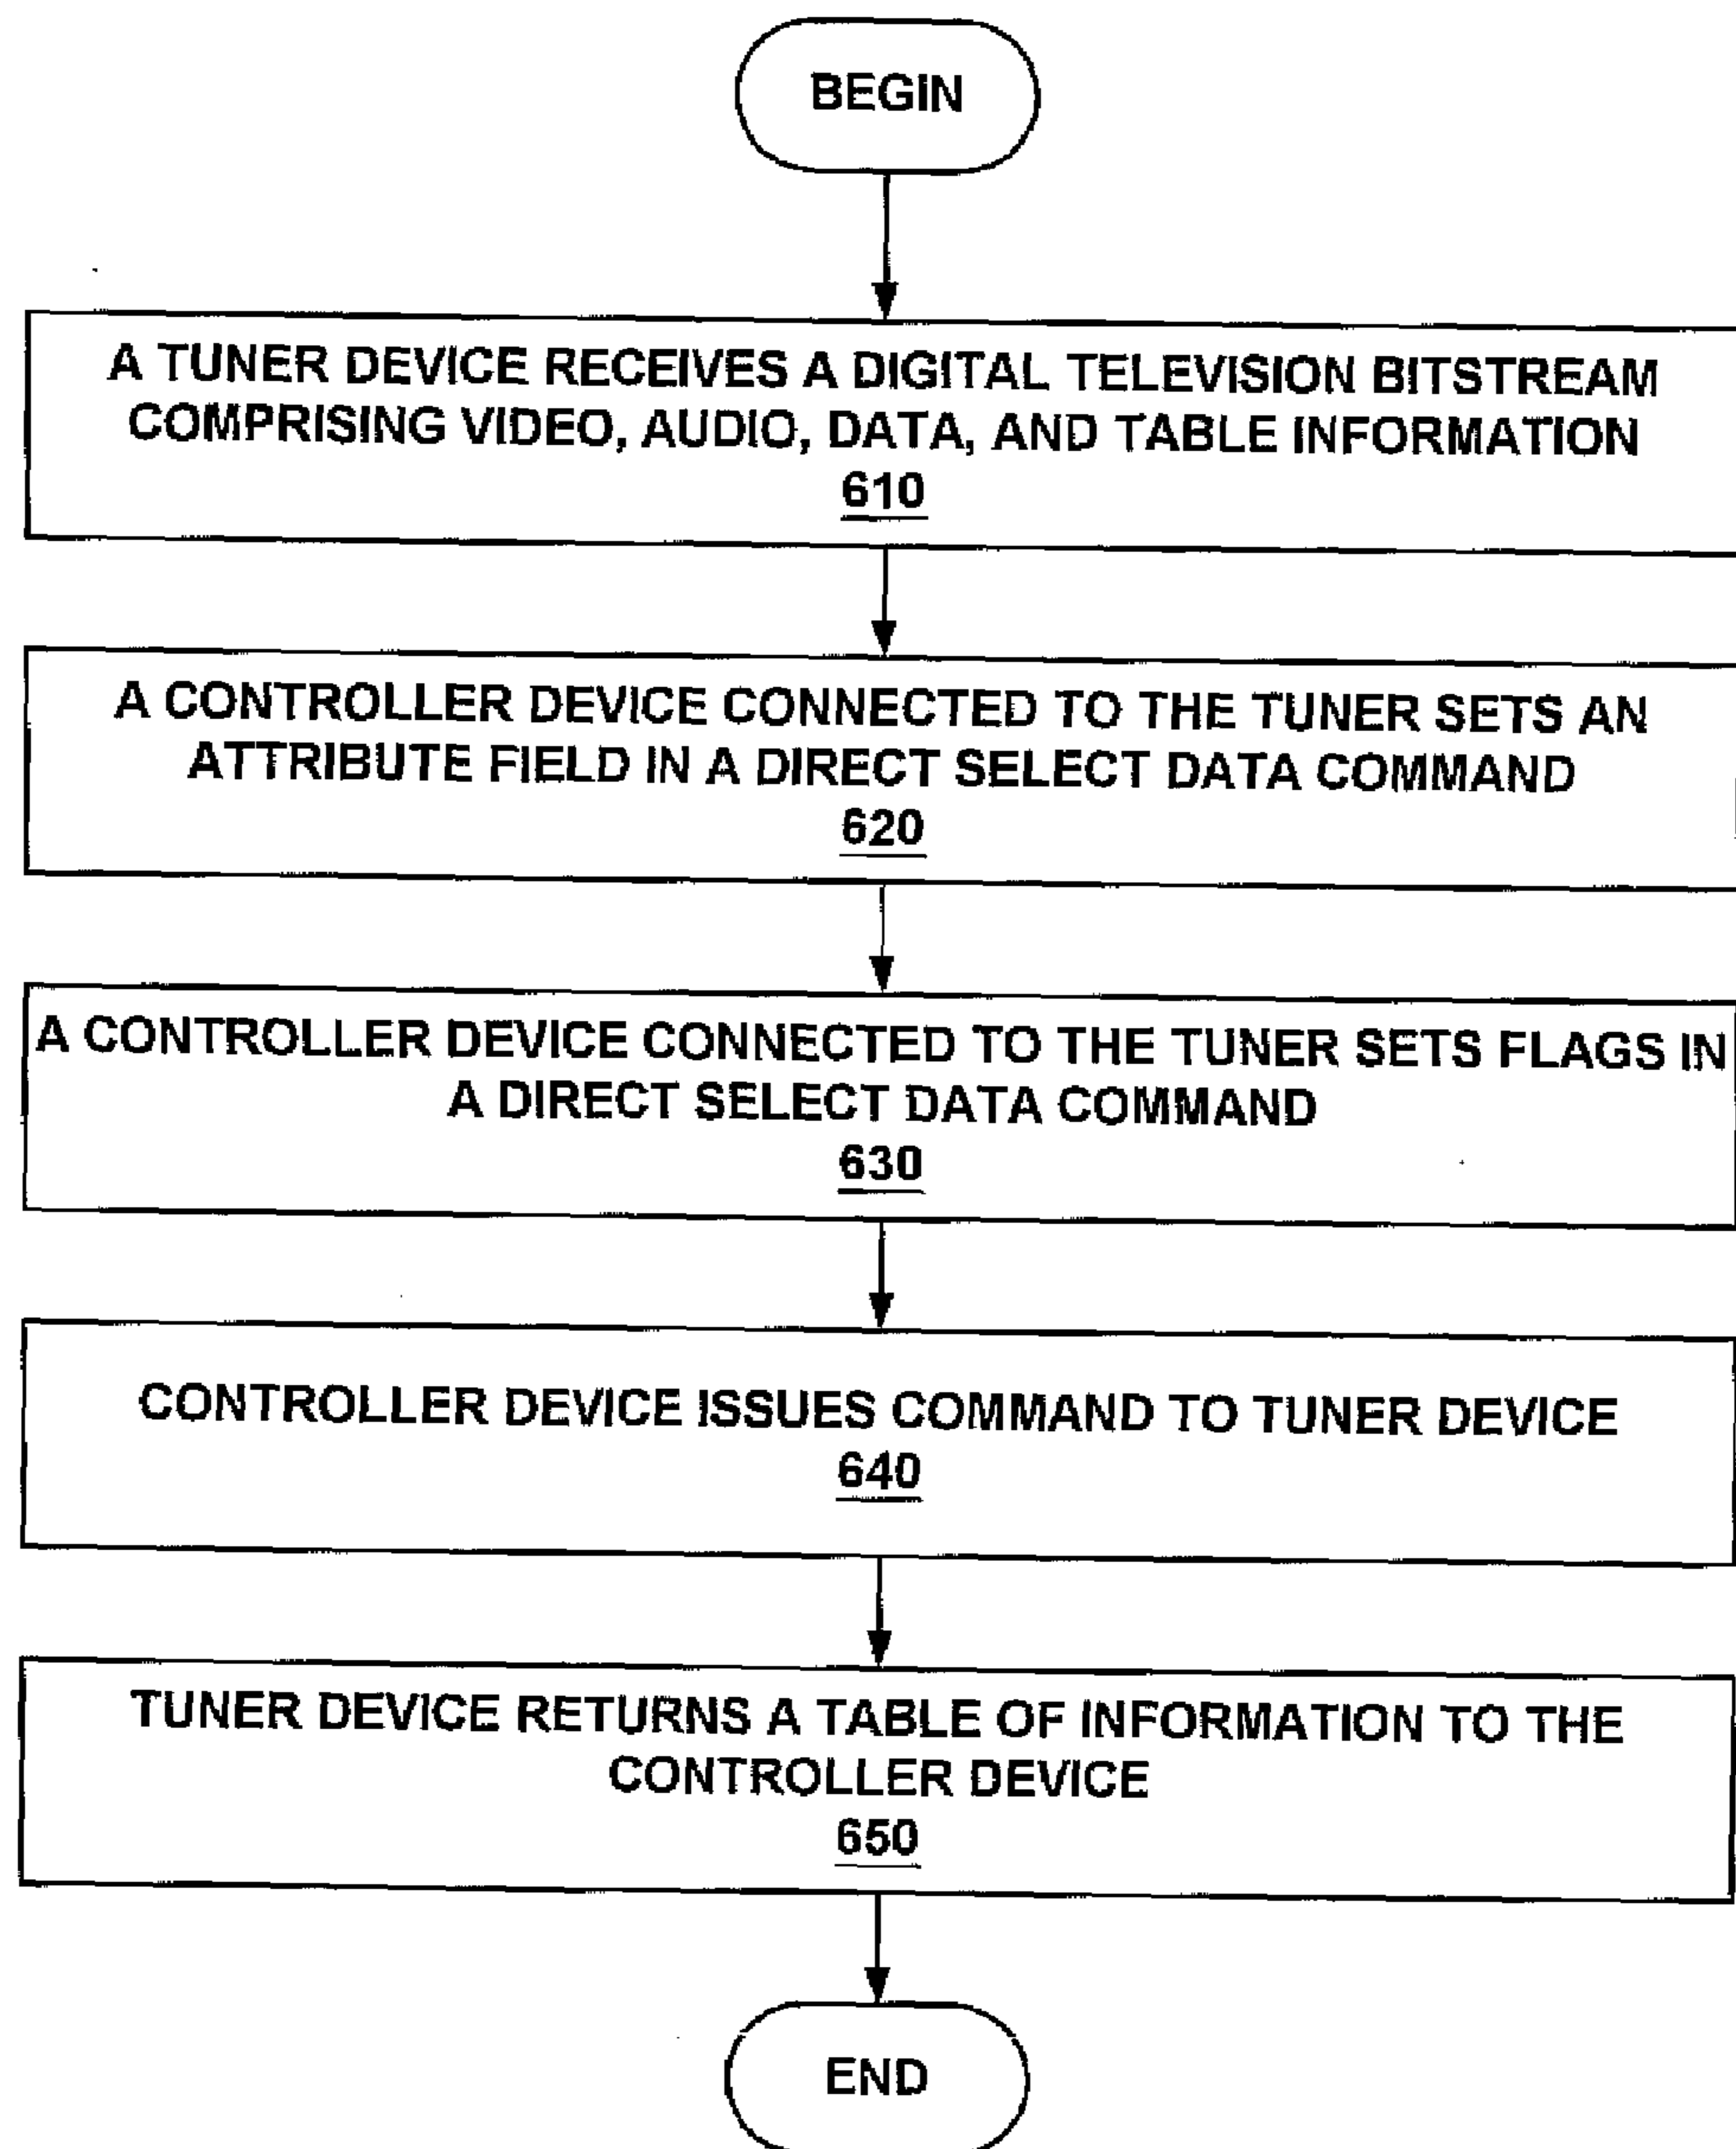 BEGIN
A TUNER DEVICE RECEIVES A DIGITAL TELEVISION BITSTREAM
COMPRISING VIDEO, AUDIO, DATA, AND TABLE INFORMATION
610
A CONTROLLER DEVICE CONNECTED TO THE TUNER SETS AN
ATTRIBUTE FIELD IN A DIRECT SELECT DATA COMMAND
620
A CONTROLLER DEVICE CONNECTED TO THE TUNER SETS FLAGS IN
A DIRECT SELECT DATA COMMAND
630
CONTROLLER DEVICE ISSUES COMMAND TO TUNER DEVICE
640
TUNER DEVICE RETURNS A TABLE OF INFORMATION TO THE
CONTROLLER DEVICE
650
END